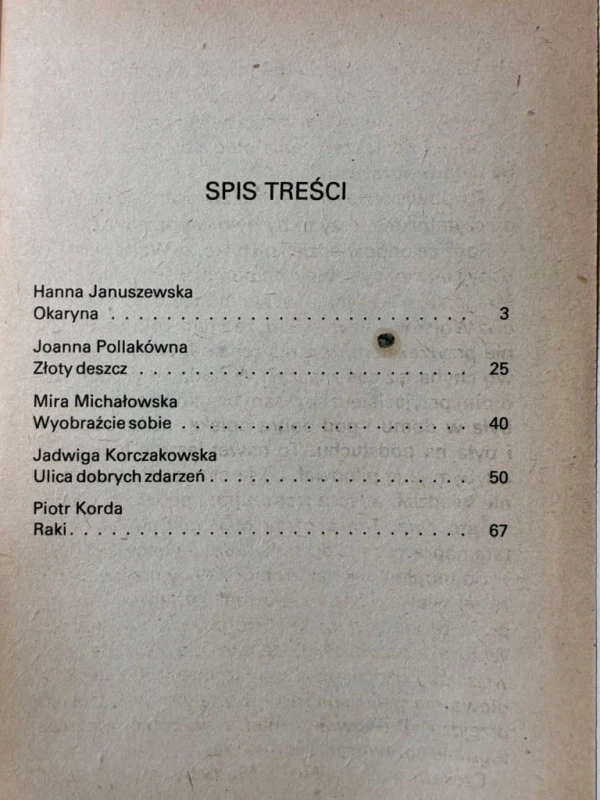 SPIS TREŚCI
Hanna Januszewska
Okaryna . . . . . . . . . . . . . . . . . . . . . . . . 3
Joanna Pollakówna
Złoty deszcz . . . . . . . . . . . . . . . . . . . . . . 25
Mira Michałowska
Wyobraźcie sobie . . . . . . . . . . . . . . . . . . . 40
Jadwiga Korczakowska
Ulica dobrych zdarzeń . . . . . . . . . . . . . . . . . 50
Piotr Korda
Raki . . . . . . . . . . . . . . . . . . . . . . . . . . 67